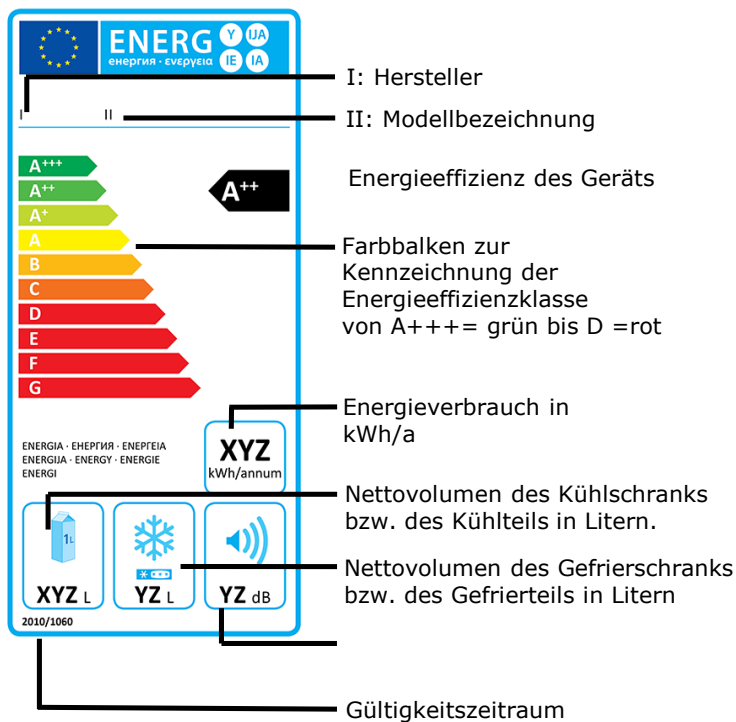 ENERG Y IJA
енергия · ενεργεια IE IA
I: Hersteller
I II
II: Modellbezeichnung
A+++
A++
A++
Energieeffizienz des Geräts
A+
A
Farbbalken zur
B
Kennzeichnung der
C
Energieeffizienzklasse
D
von A+++= grün bis D =rot
E
F
G
Energieverbrauch in
kWh/a
ENERGIA · ЕНЕРГИЯ · ΕΝΕΡΓΕΙΑ
ENERGIJA · ENERGY · ENERGIE
ENERGI
XYZ
kWh/annum
Nettovolumen des Kühlschranks
bzw. des Kühlteils in Litern.
1L
Nettovolumen des Gefrierschranks
bzw. des Gefrierteils in Litern
XYZ L
YZ L
YZ dB
2010/1060
Gültigkeitszeitraum